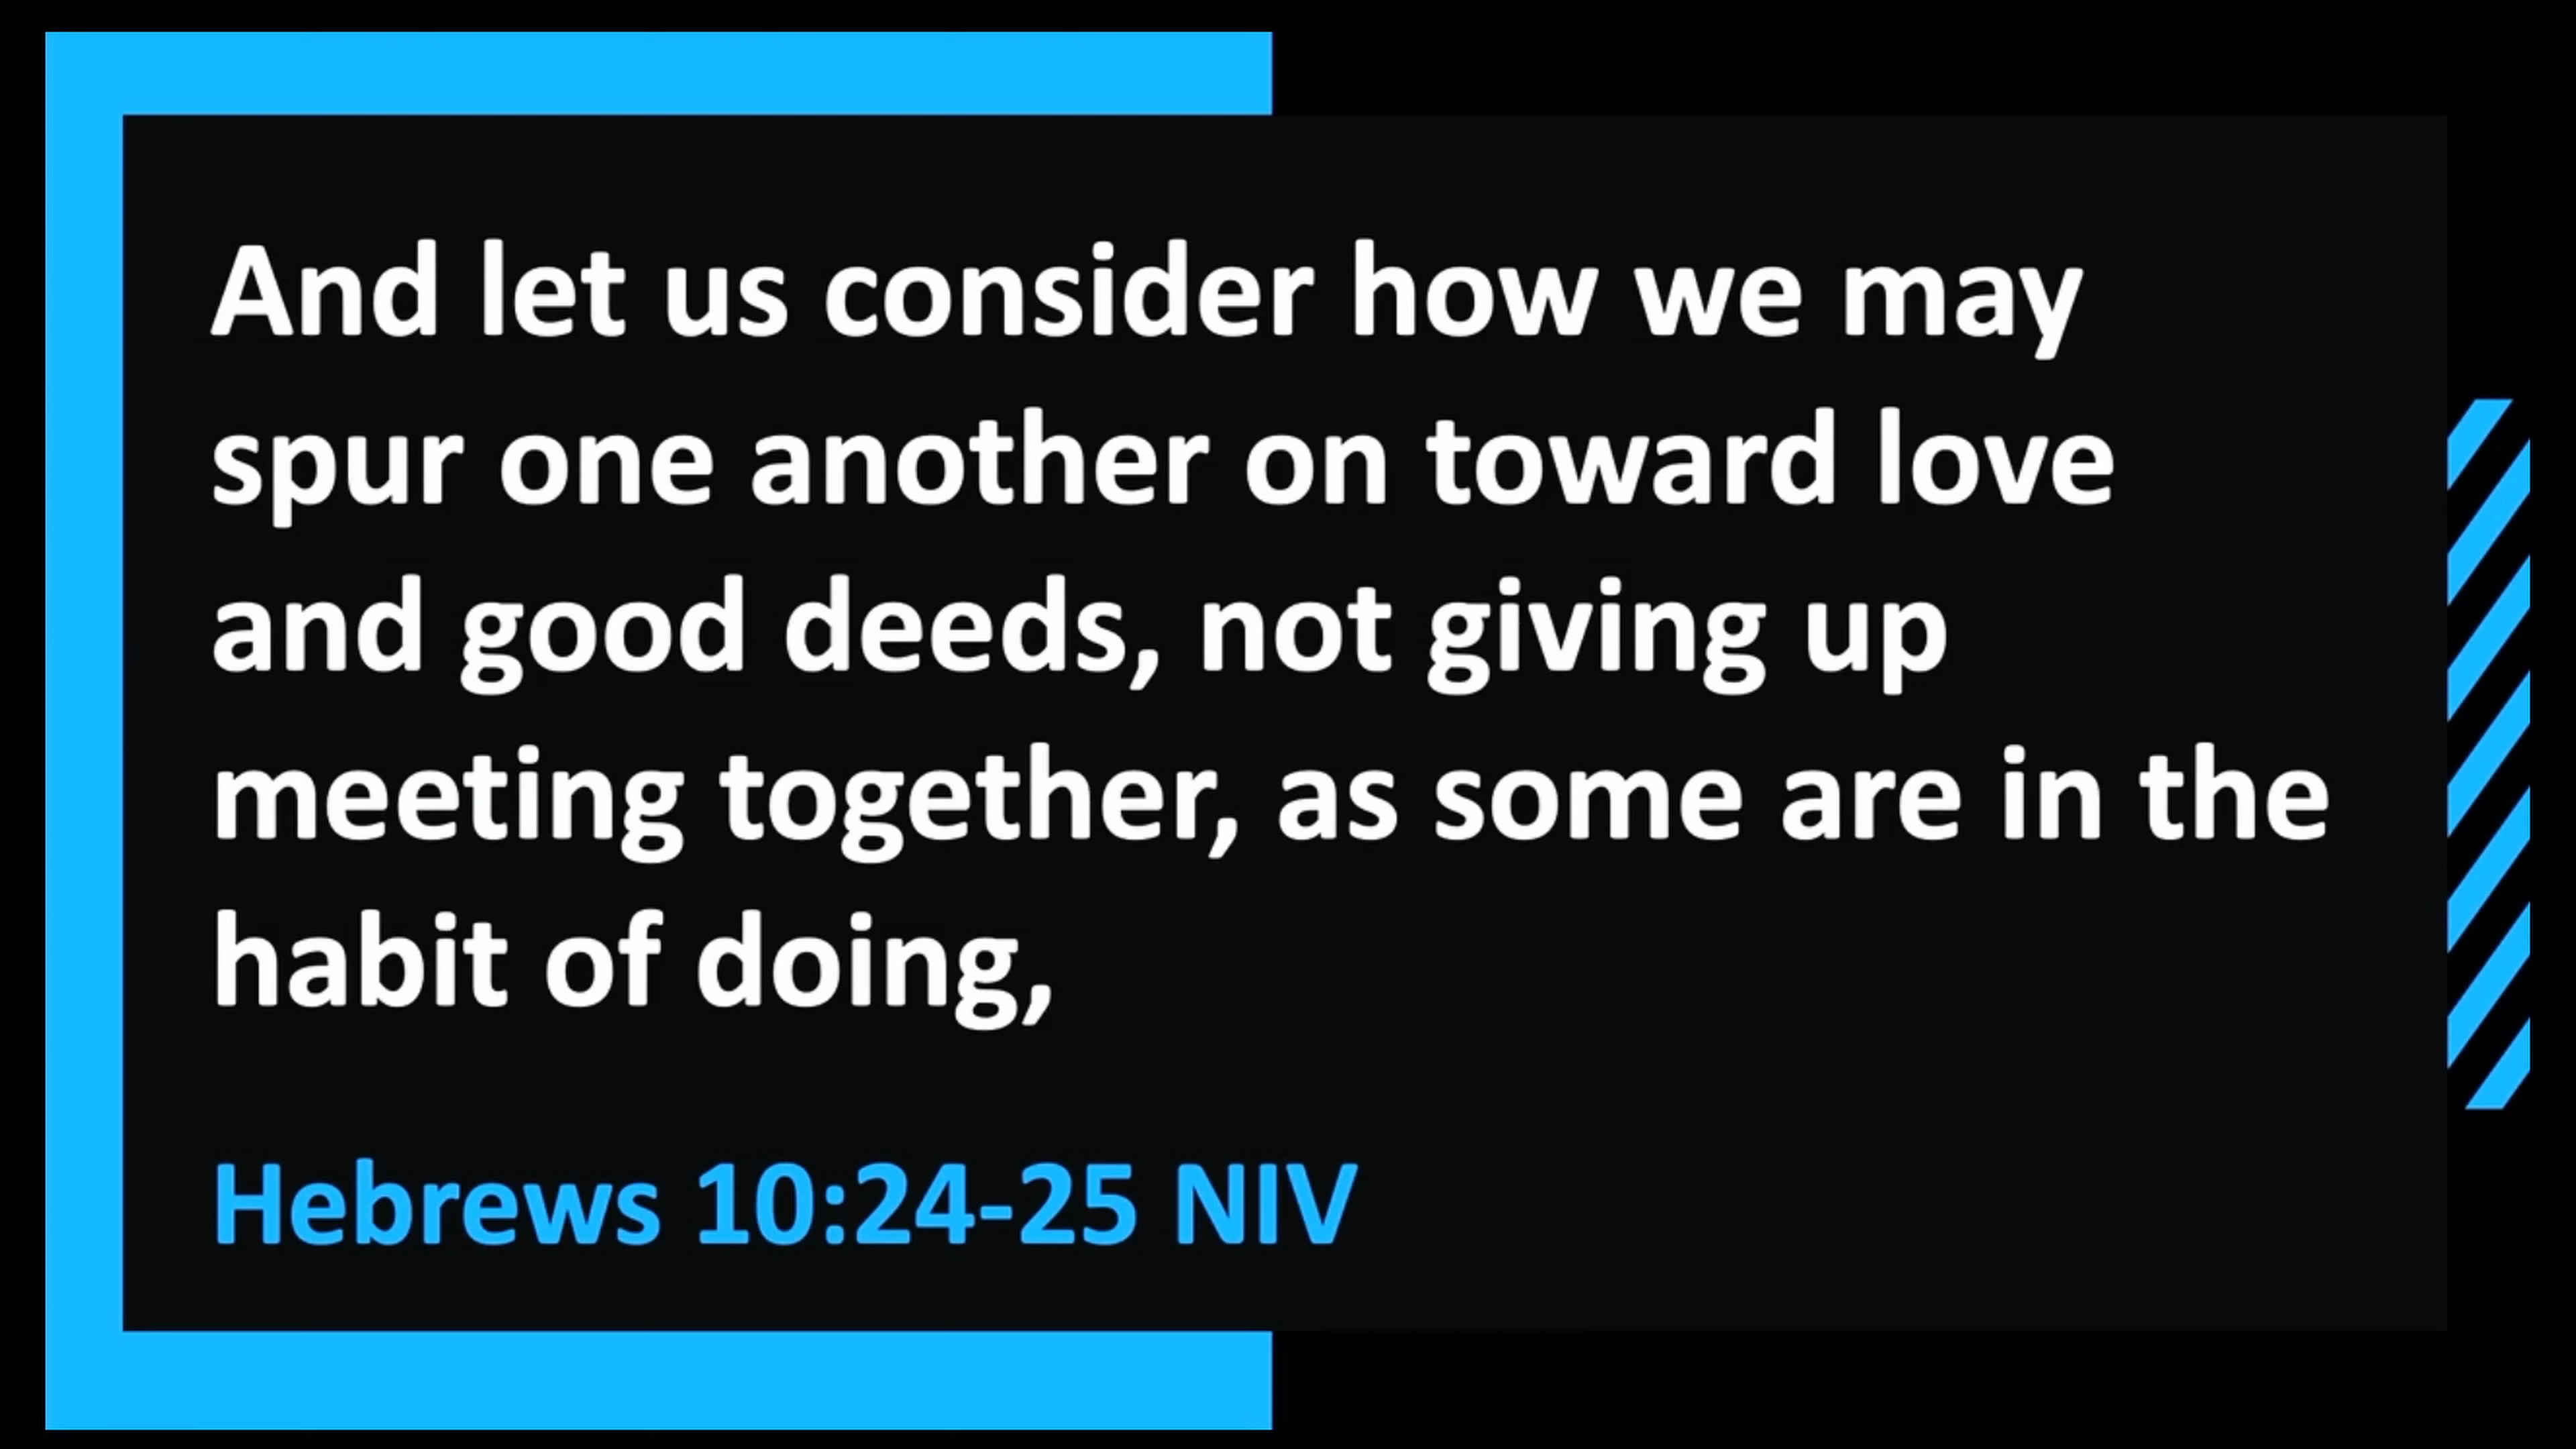 And let us consider how we may
spur one another on toward love
and good deeds, not giving up
meeting together, as some are in the
habit of doing,
Hebrews 10:24-25 NIV